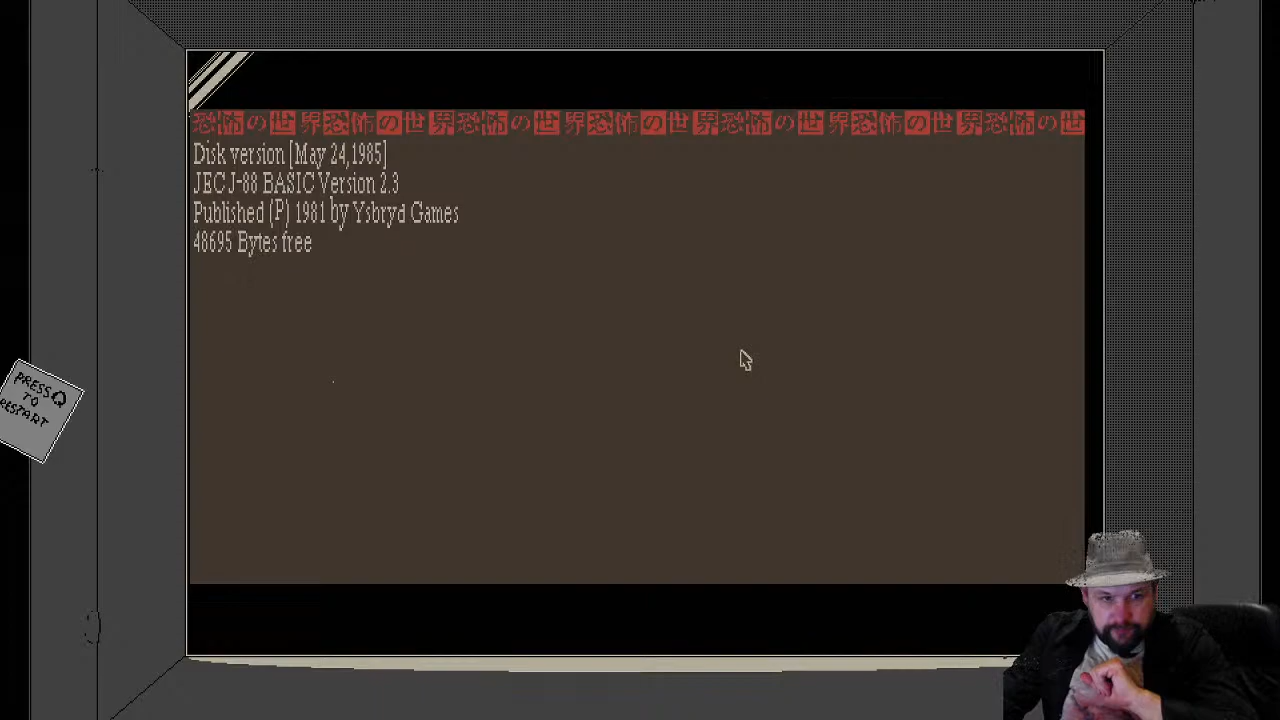 恐怖の世界恐怖の世界恐怖の世界恐怖の世界恐怖の世界恐怖の世界恐怖の世
Disk version [May 24,1985]
JEC J-88 BASIC Version 2.3
Published (P) 1981 by Ysbryd Games
48695 Bytes free
PRESS Q
TO
RESTART